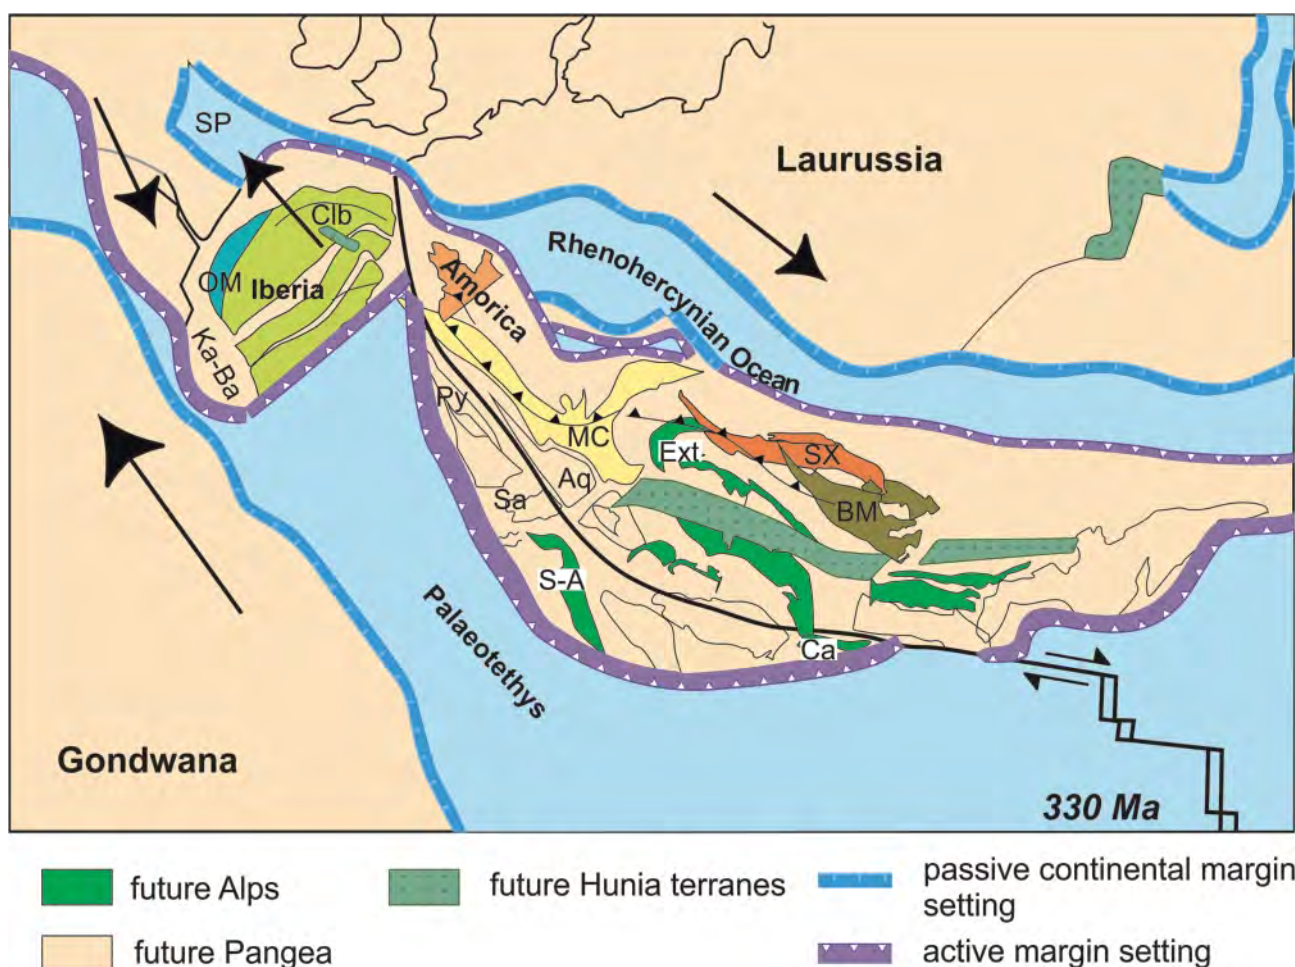 SP
Laurussia
Clb
Rhenohercynian Ocean
OM
Iberia
Amorica
Ka-Ba
Py
MC
Ext
SX
Aq
Sa
BM
S-A
Palaeotethys
Ca
Gondwana
330 Ma
future Alps
future Hunia terranes
passive continental margin
setting
future Pangea
active margin setting